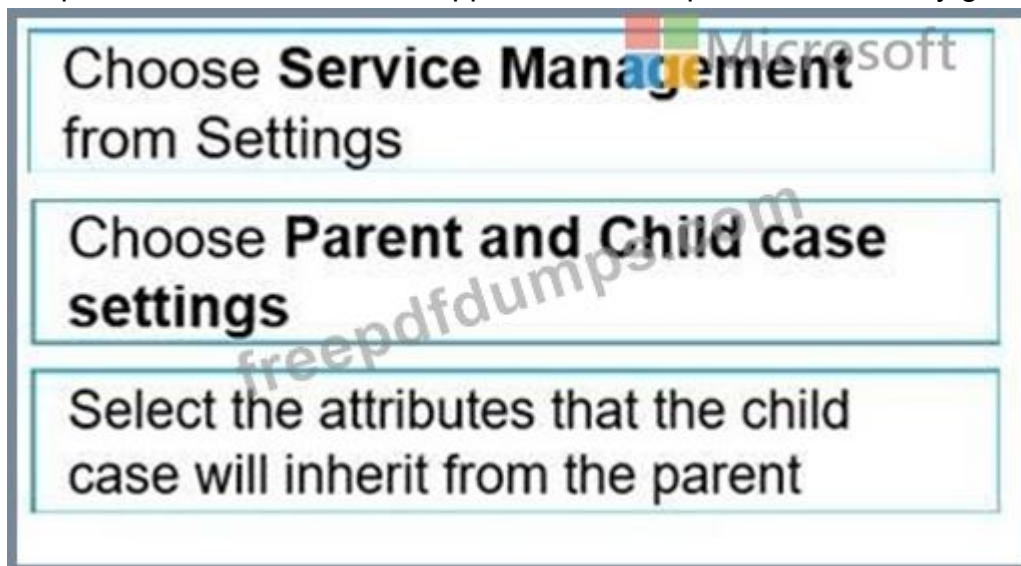 Choose Service Management
from Settings
Microsoft
Choose Parent and Child case
settings
freepdfdumps.com
Select the attributes that the child
case will inherit from the parent